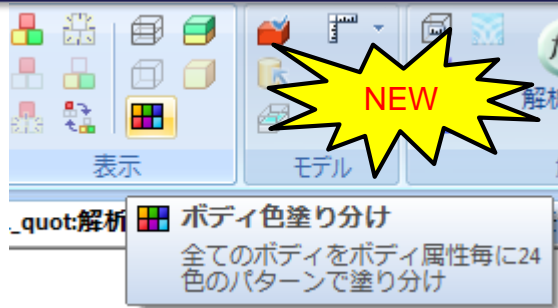 NEW
解析
表示
モデル
_quot:解析
ボディ色塗り分け
全てのボディをボディ属性毎に24
色のパターンで塗り分け